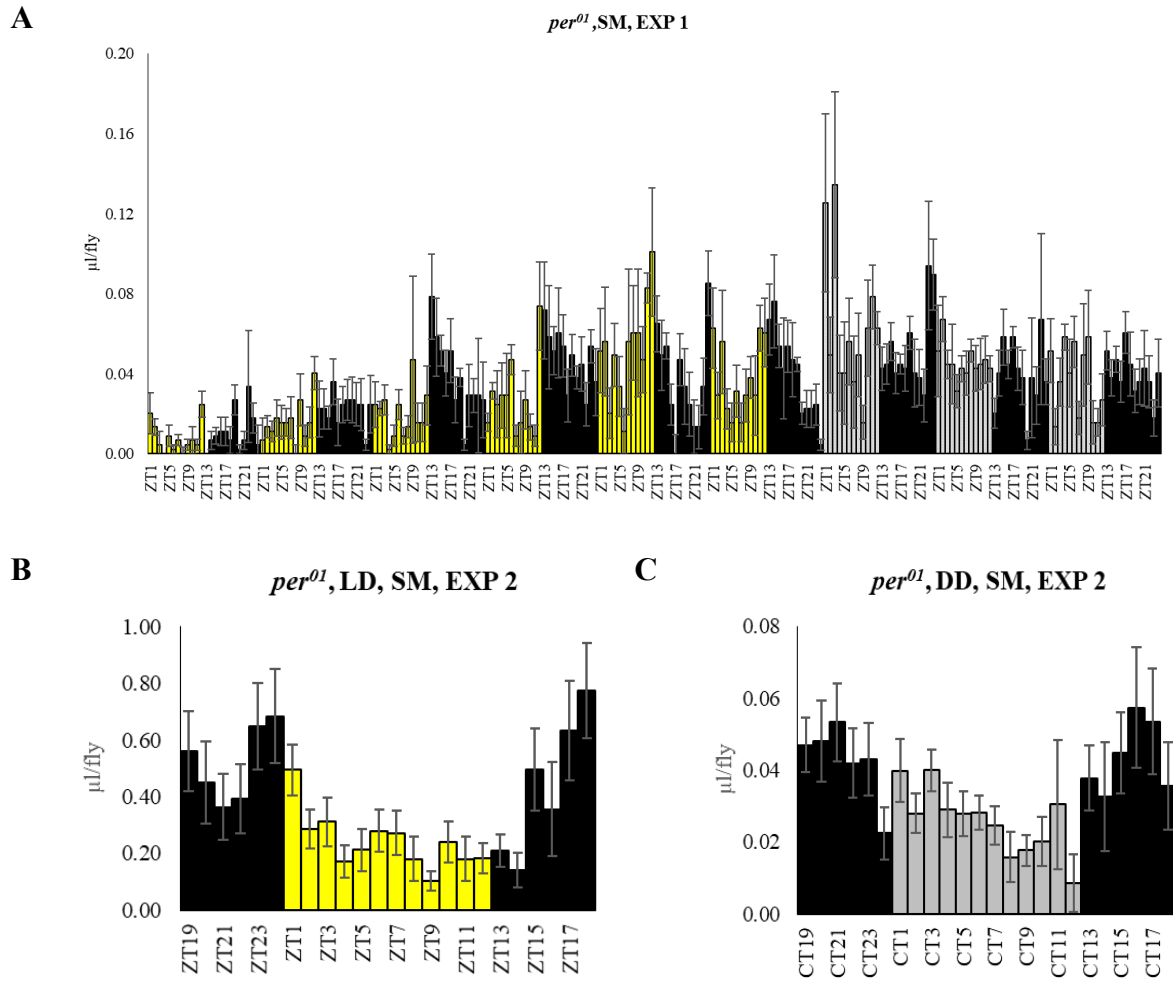 A
per⁰¹,SM, EXP 1
0.20
0.16
0.12
0.08
0.04
0.00
µl/fly
ZT1 ZT5 ZT9 ZT13 ZT17 ZT21 ZT1 ZT5 ZT9 ZT13 ZT17 ZT21 ZT1 ZT5 ZT9 ZT13 ZT17 ZT21 ZT1 ZT5 ZT9 ZT13 ZT17 ZT21 ZT1 ZT5 ZT9 ZT13 ZT17 ZT21 ZT1 ZT5 ZT9 ZT13 ZT17 ZT21 ZT1 ZT5 ZT9 ZT13 ZT17 ZT21 ZT1 ZT5 ZT9 ZT13 ZT17 ZT21 ZT1 ZT5 ZT9 ZT13 ZT17 ZT21
B
per⁰¹, LD, SM, EXP 2
1.00
0.80
0.60
0.40
0.20
0.00
µl/fly
ZT19 ZT21 ZT23 ZT1 ZT3 ZT5 ZT7 ZT9 ZT11 ZT13 ZT15 ZT17
C
per⁰¹, DD, SM, EXP 2
0.08
0.06
0.04
0.02
0.00
µl/fly
CT19 CT21 CT23 CT1 CT3 CT5 CT7 CT9 CT11 CT13 CT15 CT17